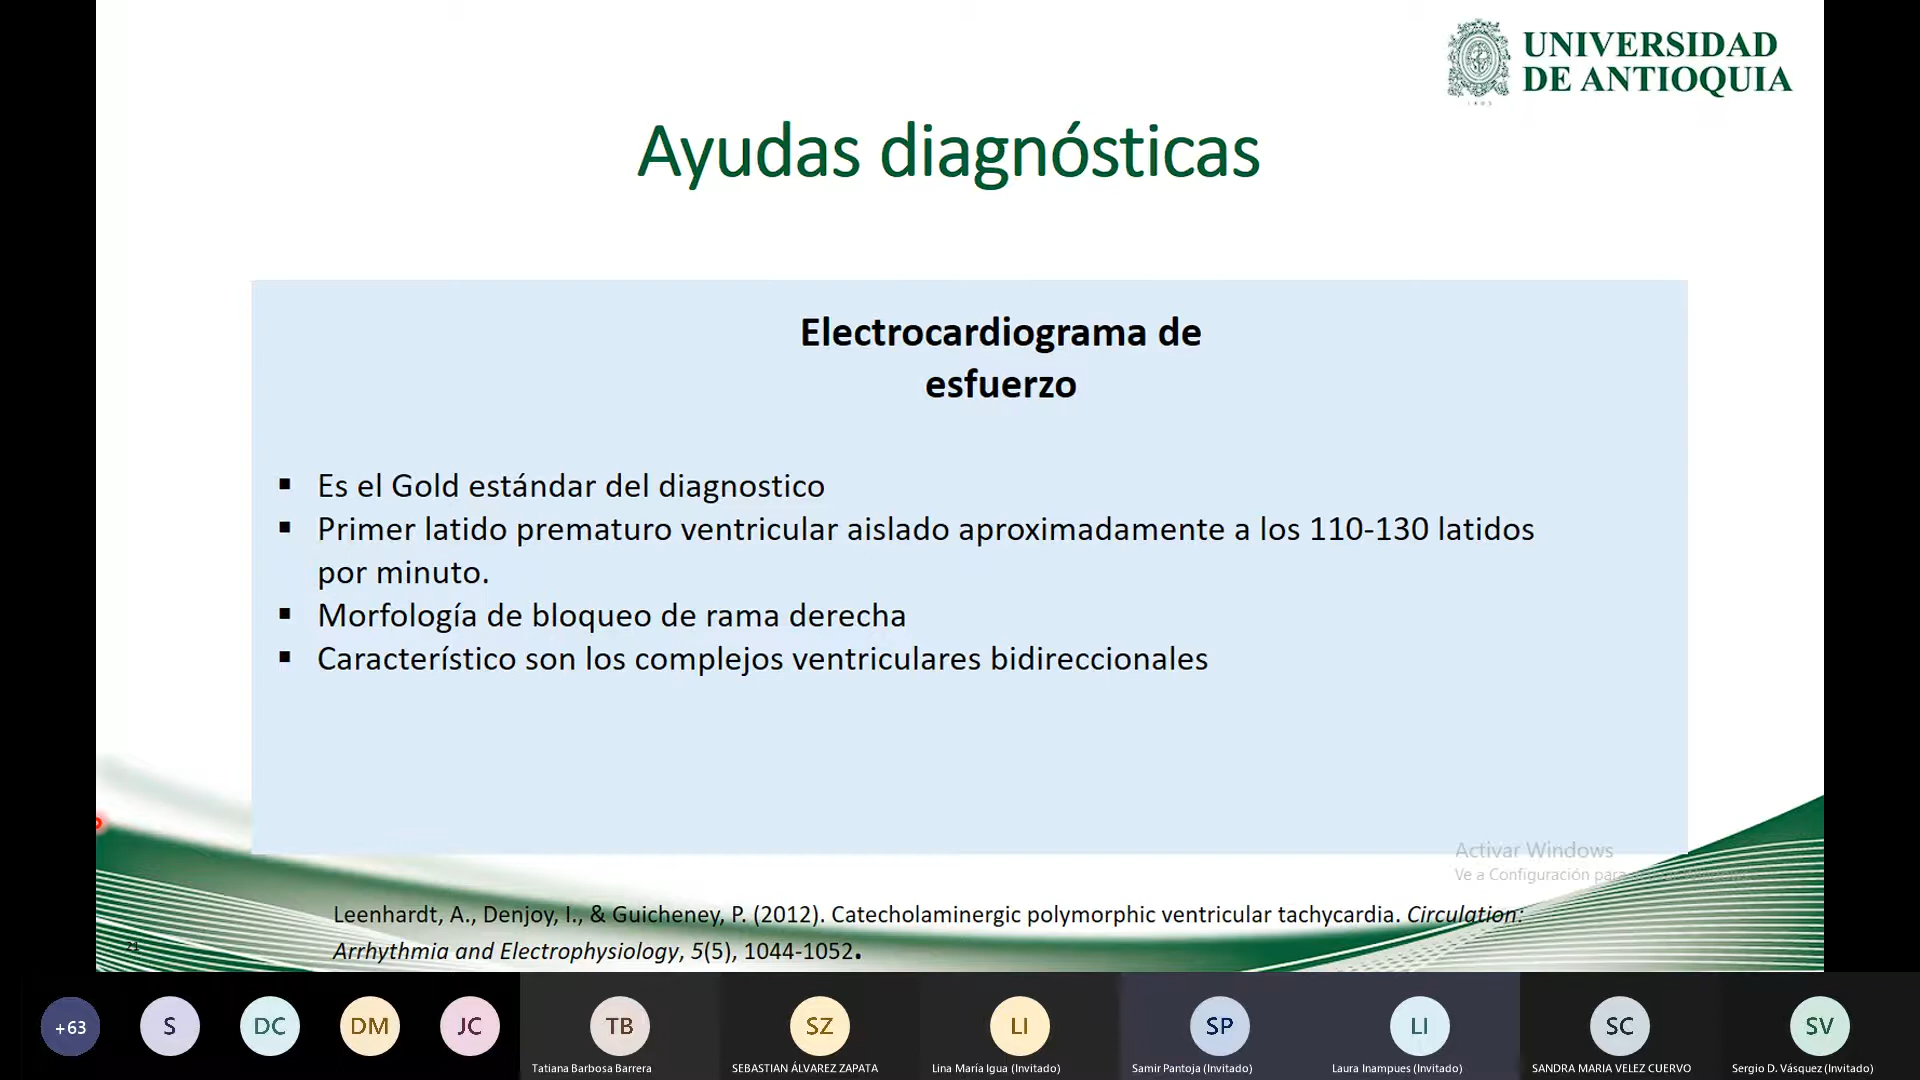 UNIVERSIDAD
DE ANTIOQUIA
1803
Ayudas diagnósticas
Electrocardiograma de
esfuerzo
▪ Es el Gold estándar del diagnostico
▪ Primer latido prematuro ventricular aislado aproximadamente a los 110-130 latidos
por minuto.
▪ Morfología de bloqueo de rama derecha
▪ Característico son los complejos ventriculares bidireccionales
Activar Windows
Ve a Configuración para
Leenhardt, A., Denjoy, I., & Guicheney, P. (2012). Catecholaminergic polymorphic ventricular tachycardia. Circulation:
Arrhythmia and Electrophysiology, 5(5), 1044-1052.
21
+63
S
DC
DM
JC
TB
SZ
LI
SP
LI
SC
SV
Tatiana Barbosa Barrera
SEBASTIAN ÁLVAREZ ZAPATA
Lina María Igua (Invitado)
Samir Pantoja (Invitado)
Laura Inampues (Invitado)
SANDRA MARIA VELEZ CUERVO
Sergio D. Vásquez (Invitado)